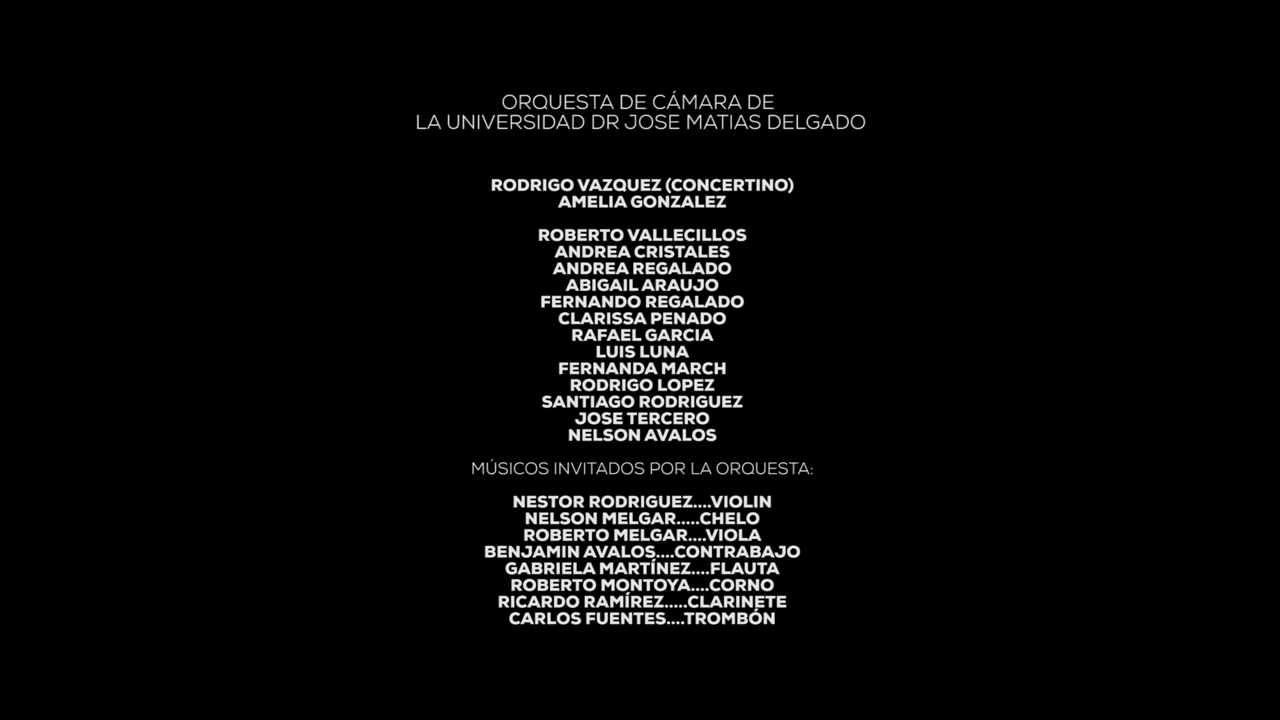 ORQUESTA DE CÁMARA DE
LA UNIVERSIDAD DR JOSE MATIAS DELGADO
RODRIGO VAZQUEZ (CONCERTINO)
AMELIA GONZALEZ
ROBERTO VALLECILLOS
ANDREA CRISTALES
ANDREA REGALADO
ABIGAIL ARAUJO
FERNANDO REGALADO
CLARISSA PENADO
RAFAEL GARCIA
LUIS LUNA
FERNANDA MARCH
RODRIGO LOPEZ
SANTIAGO RODRIGUEZ
JOSE TERCERO
NELSON AVALOS
MÚSICOS INVITADOS POR LA ORQUESTA:
NESTOR RODRIGUEZ....VIOLIN
NELSON MELGAR.....CHELO
ROBERTO MELGAR....VIOLA
BENJAMIN AVALOS....CONTRABAJO
GABRIELA MARTÍNEZ....FLAUTA
ROBERTO MONTOYA....CORNO
RICARDO RAMÍREZ.....CLARINETE
CARLOS FUENTES....TROMBÓN